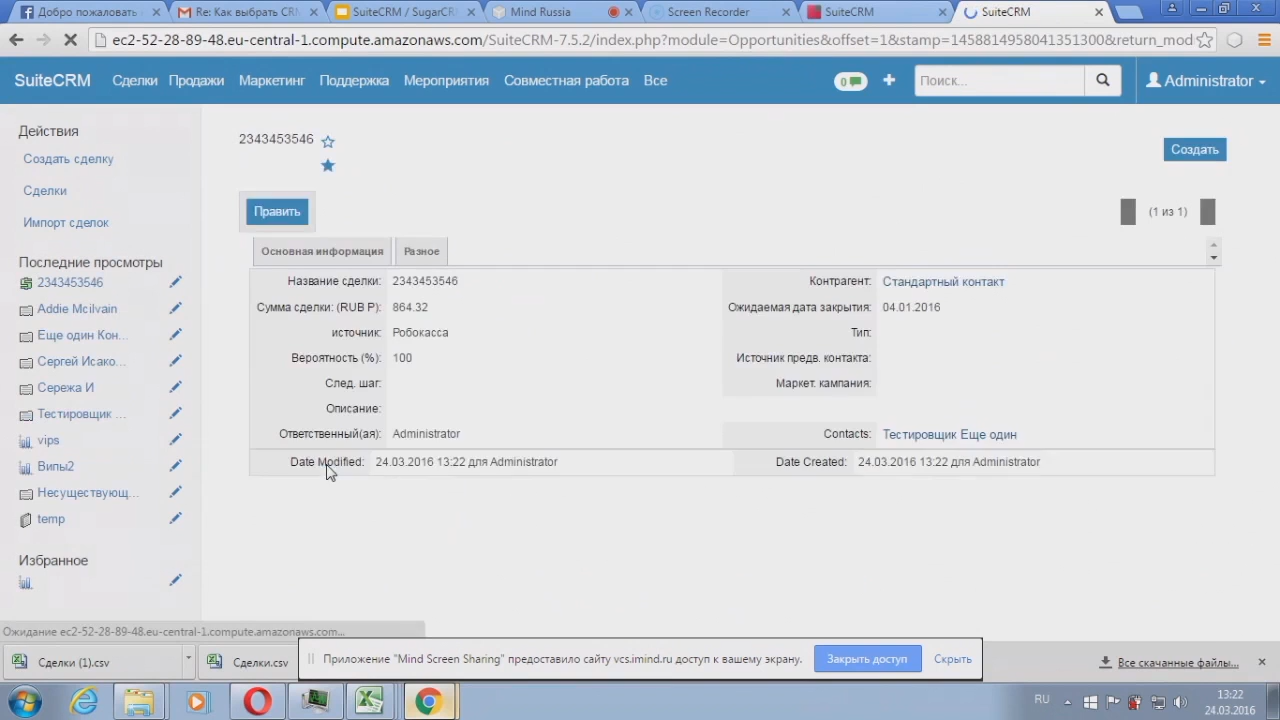 Добро пожаловать
Re: Как выбрать CRM
SuiteCRM / SugarCR
Mind Russia
Screen Recorder
SuiteCRM
SuiteCRM
ec2-52-28-89-48.eu-central-1.compute.amazonaws.com/SuiteCRM-7.5.2/index.php?module=Opportunities&offset=1&stamp=1458814958041351300&return_mod
SuiteCRM Сделки Продажи Маркетинг Поддержка Мероприятия Совместная работа Все 0 Поиск... Administrator
Действия
Создать сделку
Сделки
Импорт сделок
Последние просмотры
2343453546
Addie Mcilvain
Еще один Кон...
Сергей Исако...
Сережа И
Тестировщик ...
vips
Випы2
Несуществующ...
temp
Избранное
2343453546
Создать
Править
(1 из 1)
Основная информация Разное
Название сделки: 2343453546 Контрагент: Стандартный контакт
Сумма сделки: (RUB Р): 864.32 Ожидаемая дата закрытия: 04.01.2016
источник: Робокасса Тип:
Вероятность (%): 100 Источник предв. контакта:
След. шаг: Маркет. кампания:
Описание:
Ответственный(ая): Administrator Contacts: Тестировщик Еще один
Date Modified: 24.03.2016 13:22 для Administrator Date Created: 24.03.2016 13:22 для Administrator
Ожидание ec2-52-28-89-48.eu-central-1.compute.amazonaws.com...
Сделки (1).csv
Сделки.csv
Приложение "Mind Screen Sharing" предоставило сайту vcs.imind.ru доступ к вашему экрану. Закрыть доступ Скрыть
Все скачанные файлы...
RU
13:22
24.03.2016